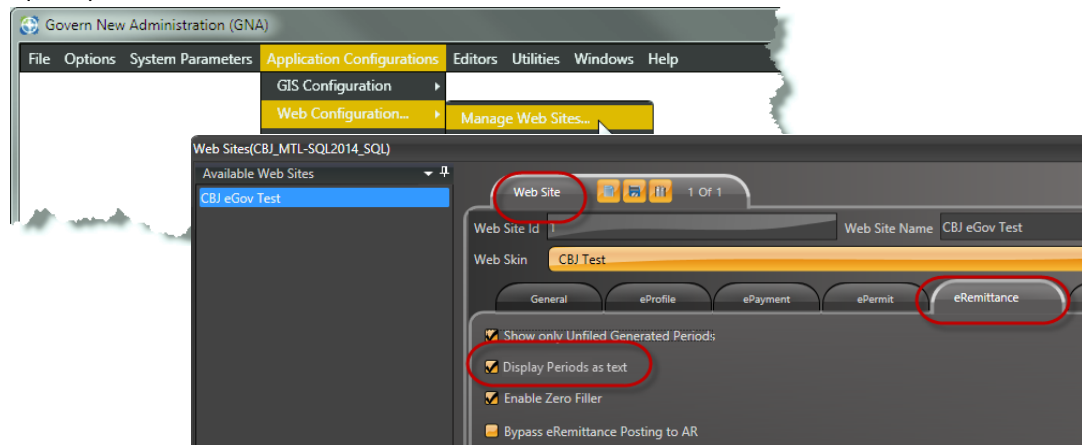 Govern New Administration (GNA)
File Options System Parameters Application Configurations Editors Utilities Windows Help
GIS Configuration
Web Configuration...
Manage Web Sites...
Web Sites(CBJ_MTL-SQL2014_SQL)
Available Web Sites
CBJ eGov Test
Web Site 1 Of 1
Web Site Id 1 Web Site Name CBJ eGov Test
Web Skin CBJ Test
General ePROFILE ePayment ePermit eRemittance
Show only Unfiled Generated Periods
Display Periods as text
Enable Zero Filler
Bypass eRemittance Posting to AR